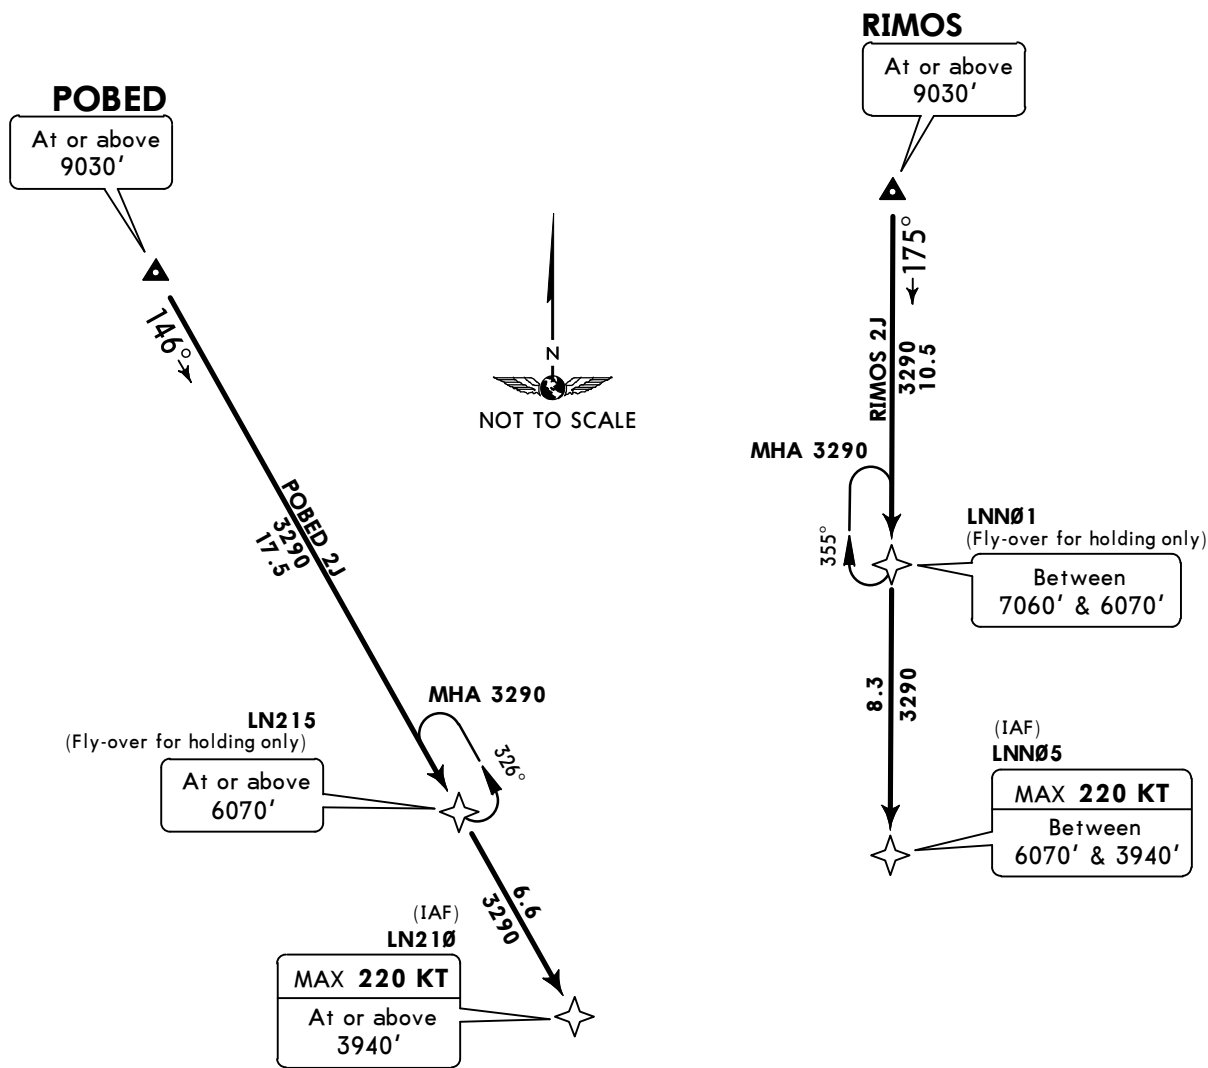 RIMOS
At or above
9030'
POBED
At or above
9030'
175°
146°
RIMOS 2J
3290
10.5
N
NOT TO SCALE
MHA 3290
355°
LNNØ1
(Fly-over for holding only)
Between
7060' & 6070'
POBED 2J
3290
17.5
8.3
3290
MHA 3290
326°
LN215
(Fly-over for holding only)
At or above
6070'
(IAF)
LNNØ5
MAX 220 KT
Between
6070' & 3940'
6.6
3290
(IAF)
LN21Ø
MAX 220 KT
At or above
3940'